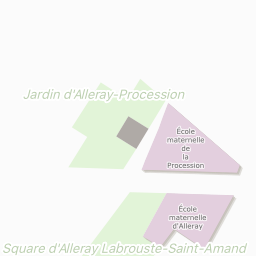 Jardin d'Alleray-Procession
École
maternelle
de
la
Procession
École
maternelle
d'Alleray
Square d'Alleray Labrouste-Saint-Amand